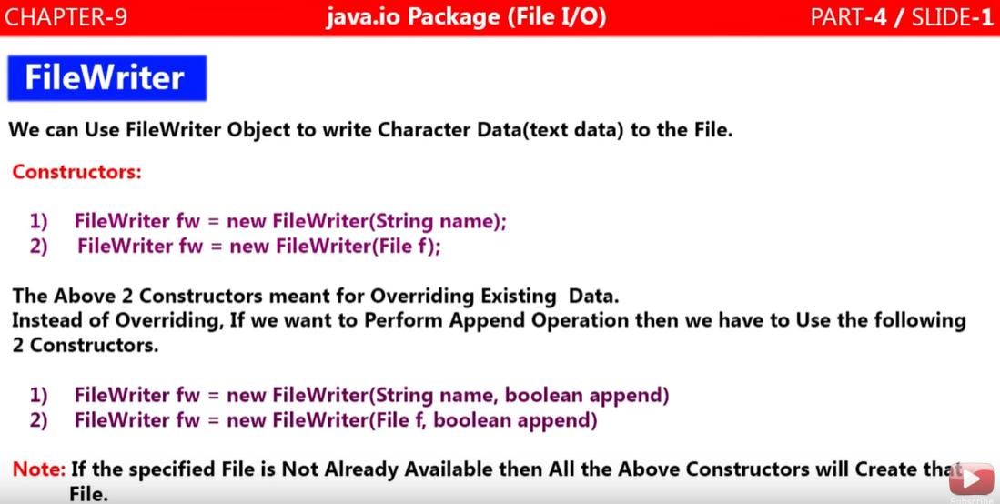 CHAPTER-9 java.io Package (File I/O) PART-4 / SLIDE-1
FileWriter
We can Use FileWriter Object to write Character Data(text data) to the File.
Constructors:
1) FileWriter fw = new FileWriter(String name);
2) FileWriter fw = new FileWriter(File f);
The Above 2 Constructors meant for Overriding Existing Data.
Instead of Overriding, If we want to Perform Append Operation then we have to Use the following
2 Constructors.
1) FileWriter fw = new FileWriter(String name, boolean append)
2) FileWriter fw = new FileWriter(File f, boolean append)
Note: If the specified File is Not Already Available then All the Above Constructors will Create that
File.
Subscribe